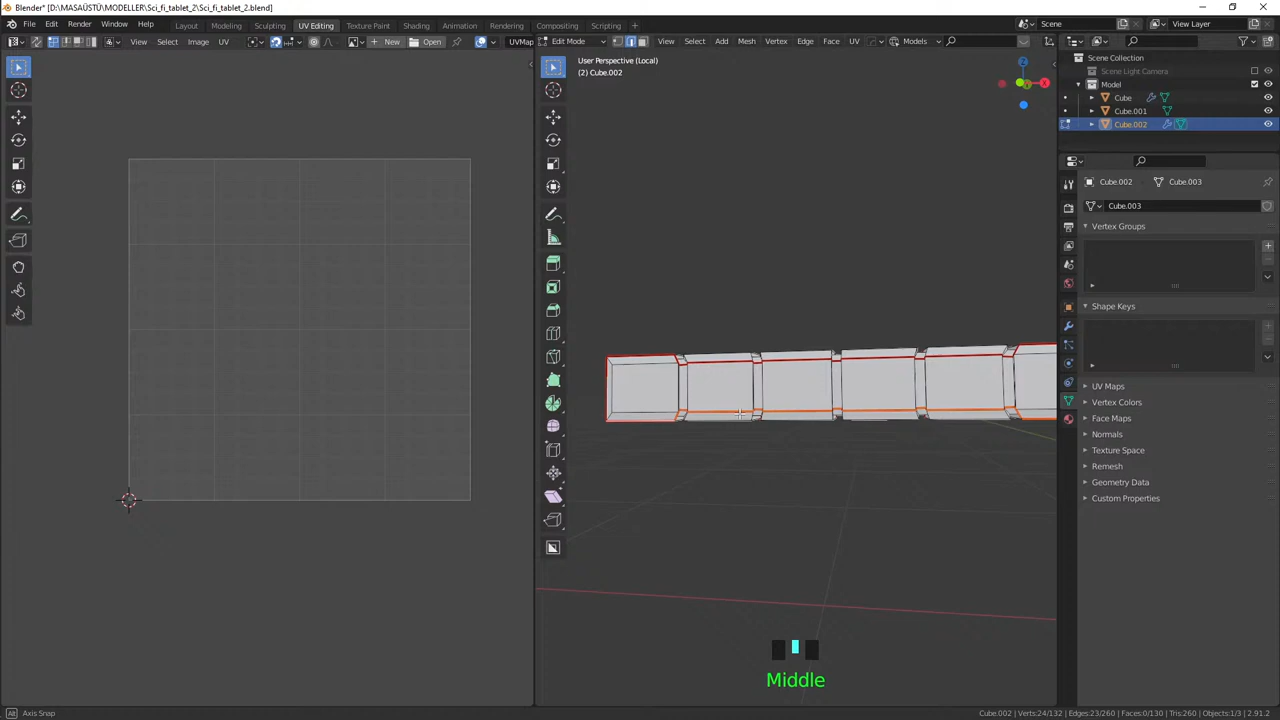 Blender* [D:\MASAÜSTÜ\MODELLER\Sci_fi_tablet_2\Sci_fi_tablet_2.blend]
File Edit Render Window Help Layout Modeling Sculpting UV Editing Texture Paint Shading Animation Rendering Compositing Scripting Scene View Layer
View Select Image UV New Open UVMap Edit Mode View Select Add Mesh Vertex Edge Face UV Models
User Perspective (Local)
(2) Cube.002
Z
X
Scene Collection
Scene Light Camera
Model
Cube
Cube.001
Cube.002
Cube.002 Cube.003
Cube.003
Vertex Groups
Shape Keys
UV Maps
Vertex Colors
Face Maps
Normals
Texture Space
Remesh
Geometry Data
Custom Properties
Middle
Alt Axis Snap
Cube.002 | Verts:24/132 | Edges:23/260 | Faces:0/130 | Tris:260 | Objects:1/3 | 2.91.2